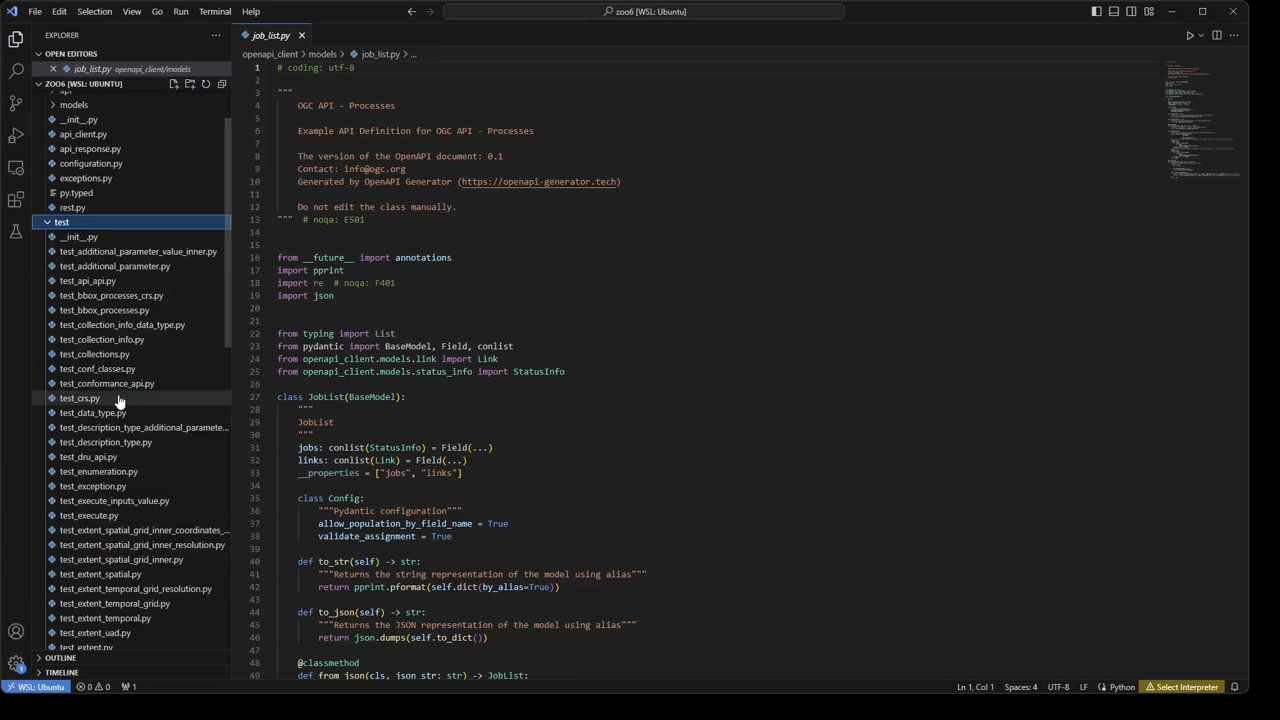 File Edit Selection View Go Run Terminal Help
zoo6 [WSL: Ubuntu]
EXPLORER
OPEN EDITORS
job_list.py openapi_client/models
ZOO6 [WSL: UBUNTU]
api
models
__init__.py
api_client.py
api_response.py
configuration.py
exceptions.py
py.typed
rest.py
test
__init__.py
test_additional_parameter_value_inner.py
test_additional_parameter.py
test_api_api.py
test_bbox_processes_crs.py
test_bbox_processes.py
test_collection_info_data_type.py
test_collection_info.py
test_collections.py
test_conf_classes.py
test_conformance_api.py
test_crs.py
test_data_type.py
test_description_type_additional_paramete...
test_description_type.py
test_dru_api.py
test_enumeration.py
test_exception.py
test_execute_inputs_value.py
test_execute.py
test_extent_spatial_grid_inner_coordinates_...
test_extent_spatial_grid_inner_resolution.py
test_extent_spatial_grid_inner.py
test_extent_spatial.py
test_extent_temporal_grid_resolution.py
test_extent_temporal_grid.py
test_extent_temporal.py
test_extent_uad.py
test_extent.py
OUTLINE
TIMELINE
job_list.py
openapi_client > models > job_list.py > ...
1 # coding: utf-8
2
3 """
4 OGC API - Processes
5
6 Example API Definition for OGC API - Processes
7
8 The version of the OpenAPI document: 0.1
9 Contact: info@ogc.org
10 Generated by OpenAPI Generator (https://openapi-generator.tech)
11
12 Do not edit the class manually.
13 """ # noqa: E501
14
15
16 from __future__ import annotations
17 import pprint
18 import re # noqa: F401
19 import json
20
21
22 from typing import List
23 from pydantic import BaseModel, Field, conlist
24 from openapi_client.models.link import Link
25 from openapi_client.models.status_info import StatusInfo
26
27 class JobList(BaseModel):
28 """
29 JobList
30 """
31 jobs: conlist(StatusInfo) = Field(...)
32 links: conlist(Link) = Field(...)
33 __properties = ["jobs", "links"]
34
35 class Config:
36 """Pydantic configuration"""
37 allow_population_by_field_name = True
38 validate_assignment = True
39
40 def to_str(self) -> str:
41 """Returns the string representation of the model using alias"""
42 return pprint.pformat(self.dict(by_alias=True))
43
44 def to_json(self) -> str:
45 """Returns the JSON representation of the model using alias"""
46 return json.dumps(self.to_dict())
47
48 @classmethod
49 def from_json(cls, json_str: str) -> JobList:
1
WSL: Ubuntu 0 0 1 Ln 1, Col 1 Spaces: 4 UTF-8 LF Python Select Interpreter